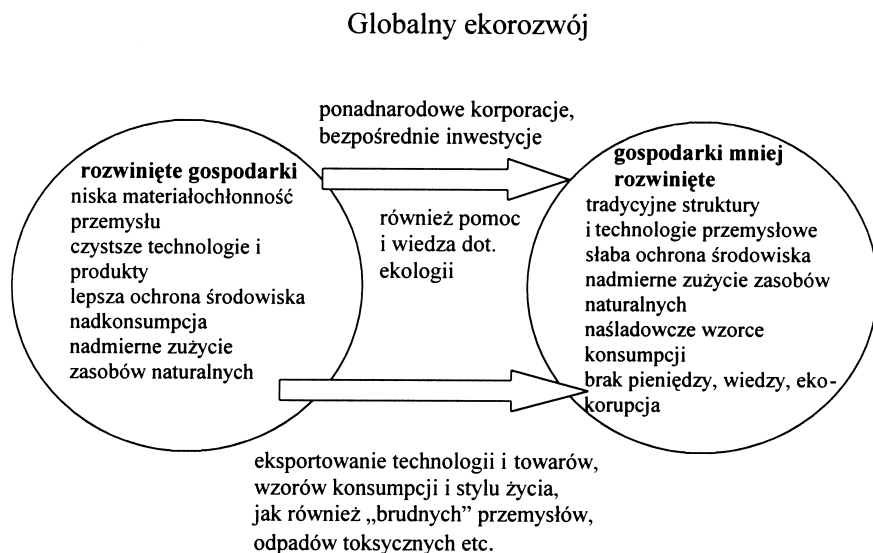 Globalny ekorozwój
ponadnarodowe korporacje,
bezpośrednie inwestycje
rozwinięte gospodarki
niska materiałochłonność
przemysłu
czystsze technologie i
produkty
lepsza ochrona środowiska
nadkonsumpcja
nadmierne zużycie
zasobów naturalnych
również pomoc
i wiedza dot.
ekologii
gospodarki mniej
rozwinięte
tradycyjne struktury
i technologie przemysłowe
słaba ochrona środowiska
nadmierne zużycie zasobów
naturalnych
naśladowcze wzorce
konsumpcji
brak pieniędzy, wiedzy, eko-
korupcja
eksportowanie technologii i towarów,
wzorów konsumpcji i stylu życia,
jak również „brudnych” przemysłów,
odpadów toksycznych etc.